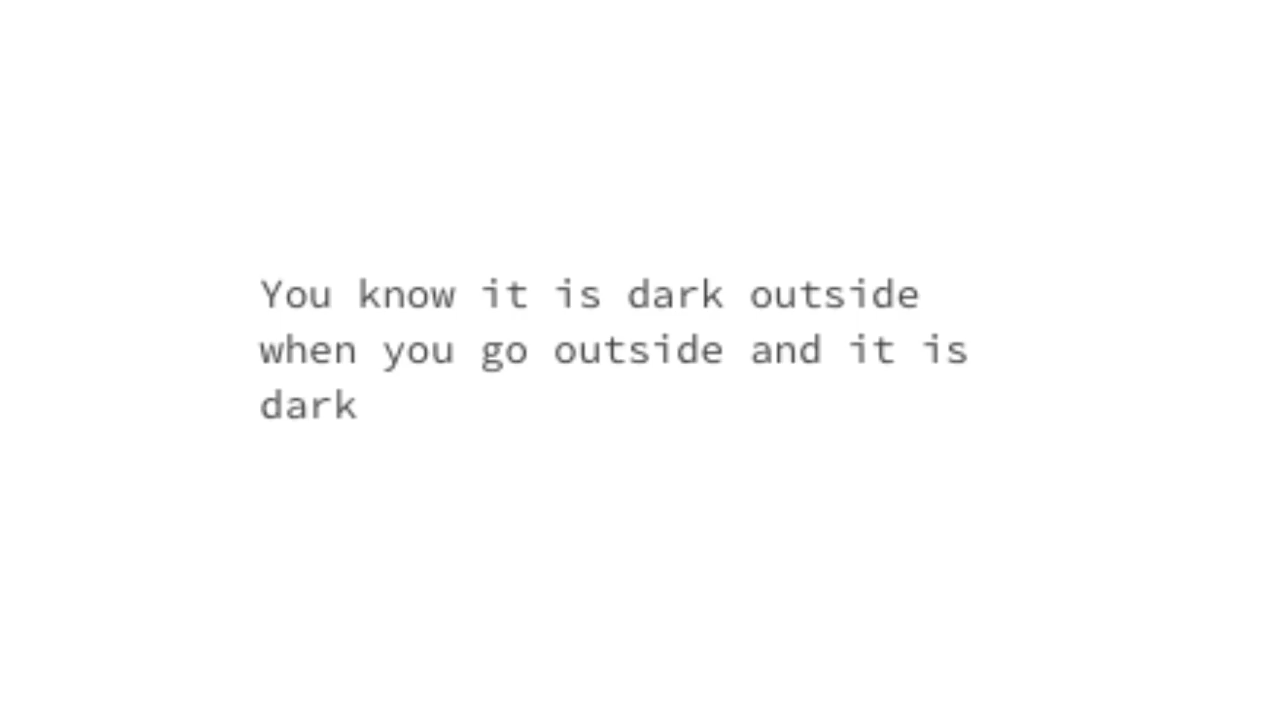 You know it is dark outside
when you go outside and it is
dark